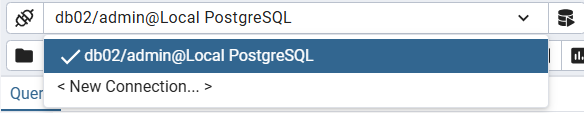 db02/admin@Local PostgreSQL
db02/admin@Local PostgreSQL
< New Connection... >
Quer